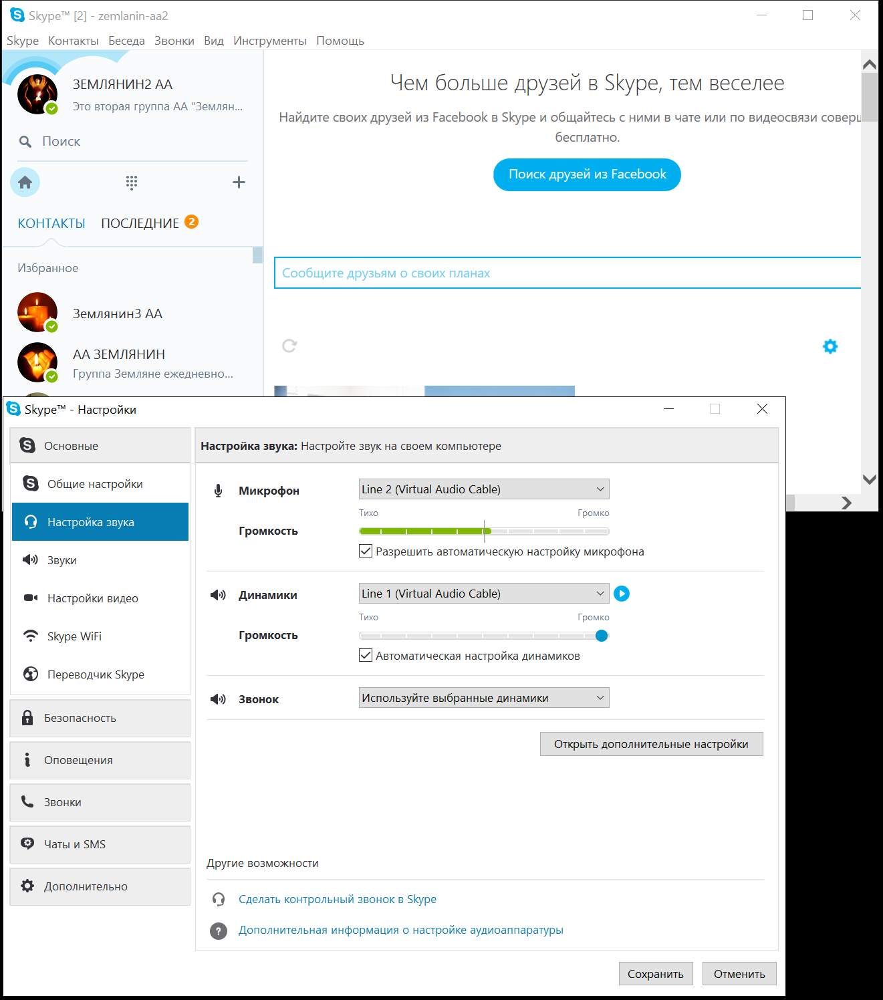 Skype™ [2] - zemlanin-aa2
Skype Контакты Беседа Звонки Вид Инструменты Помощь
ЗЕМЛЯНИН2 АА
Это вторая группа АА "Землян...
Поиск
КОНТАКТЫ ПОСЛЕДНИЕ 2
Избранное
Землянин3 АА
АА ЗЕМЛЯНИН
Группа Земляне ежедневно...
Чем больше друзей в Skype, тем веселее
Найдите своих друзей из Facebook в Skype и общайтесь с ними в чате или по видеосвязи соверш
бесплатно.
Поиск друзей из Facebook
Сообщите друзьям о своих планах
Skype™ - Настройки
Основные
Общие настройки
Настройка звука
Звуки
Настройки видео
Skype WiFi
Переводчик Skype
Безопасность
Оповещения
Звонки
Чаты и SMS
Дополнительно
Настройка звука: Настройте звук на своем компьютере
Микрофон Line 2 (Virtual Audio Cable)
Тихо Громко
Громкость
Разрешить автоматическую настройку микрофона
Динамики Line 1 (Virtual Audio Cable)
Тихо Громко
Громкость
Автоматическая настройка динамиков
Звонок Используйте выбранные динамики
Открыть дополнительные настройки
Другие возможности
Сделать контрольный звонок в Skype
Дополнительная информация о настройке аудиоаппаратуры
Сохранить Отменить